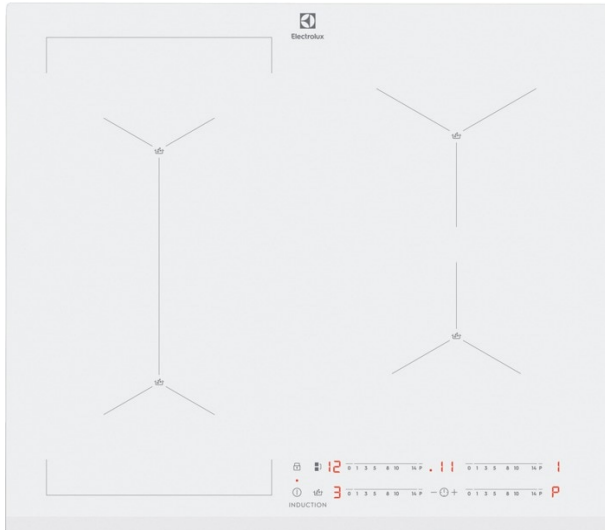 Electrolux
12 0 1 3 5 8 10 14 P .11 0 1 3 5 8 10 14 P 1
3 0 1 3 5 8 10 14 P − + 0 1 3 5 8 10 14 P P
INDUCTION